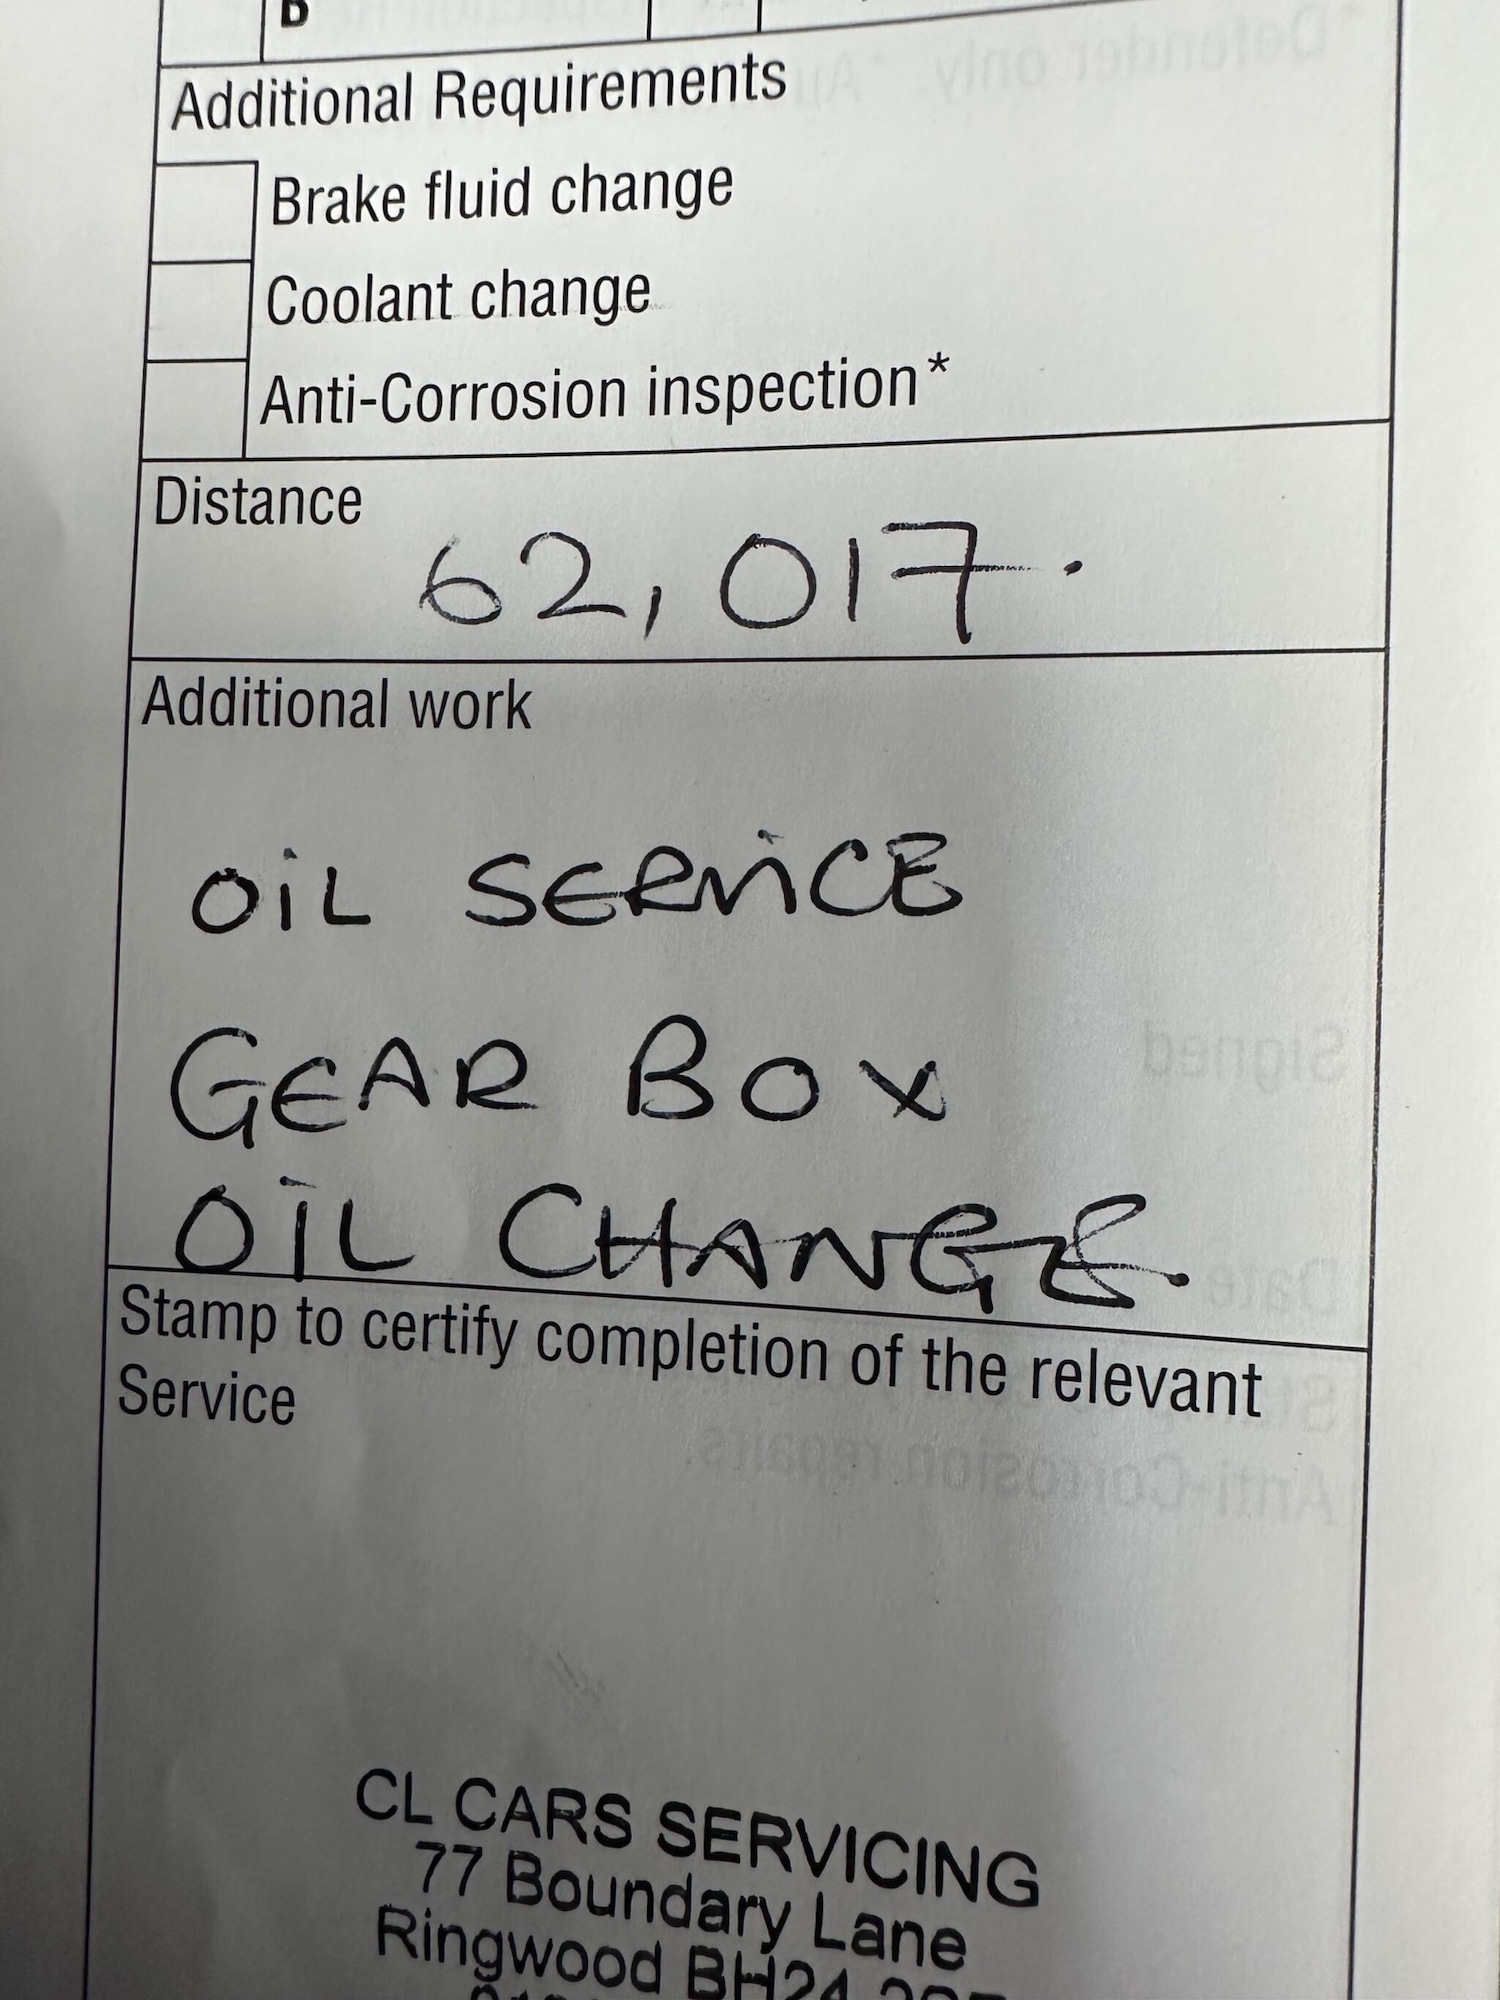 B
Additional Requirements
Brake fluid change
Coolant change
Anti-Corrosion inspection*
Distance
62,017.
Additional work
OiL SERViCE
GEAR BOX
OiL CHANGE.
Stamp to certify completion of the relevant
Service
CL CARS SERVICING
77 Boundary Lane
Ringwood BH24